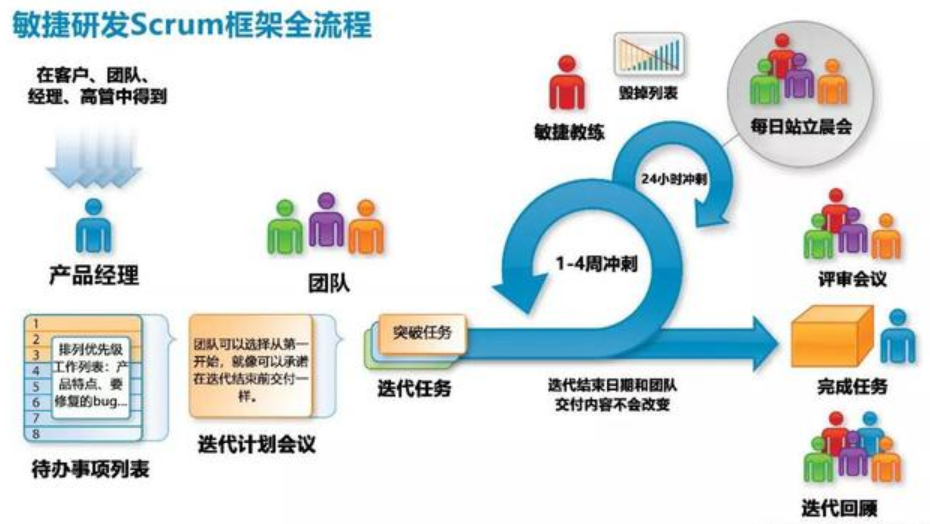 敏捷研发Scrum框架全流程
在客户、团队、
经理、高管中得到
产品经理
团队
敏捷教练
毁掉列表
每日站立晨会
24小时冲刺
1-4周冲刺
评审会议
1
2
3
4
5
6
7
8
排列优先级
工作列表：产
品特点、要
修复的bug...
待办事项列表
团队可以选择从第一
开始，就像可以承诺
在迭代结束前交付一
样。
迭代计划会议
突破任务
迭代任务
迭代结束日期和团队
交付内容不会改变
完成任务
迭代回顾